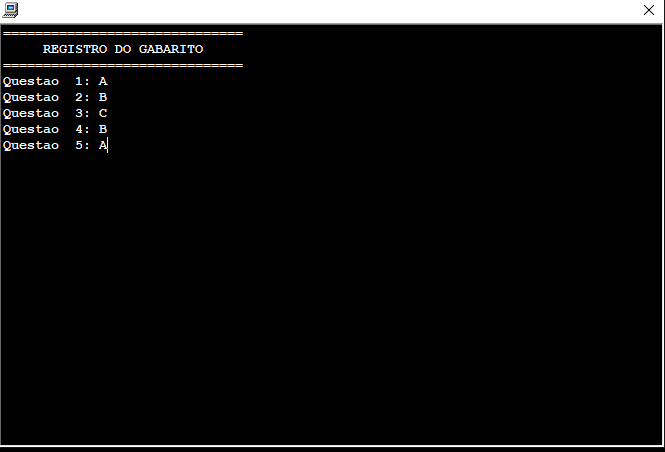 ==============================
REGISTRO DO GABARITO
==============================
Questao  1: A
Questao  2: B
Questao  3: C
Questao  4: B
Questao  5: A